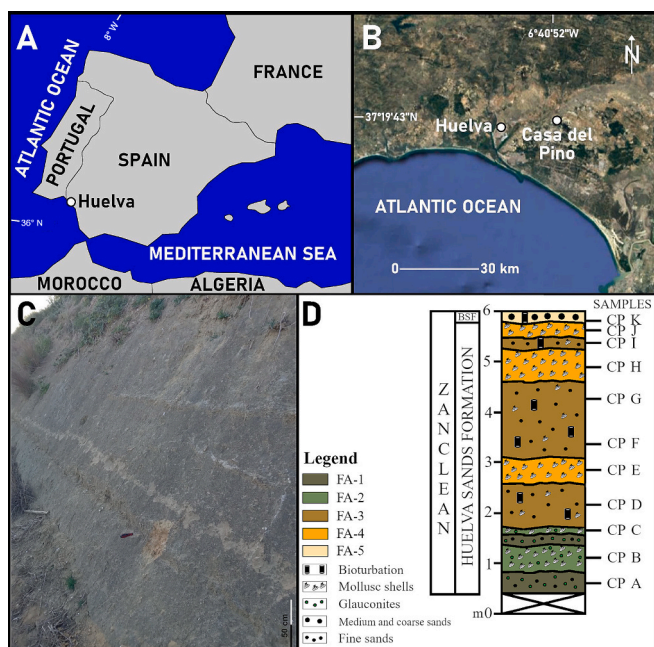 A
8° W
ATLANTIC OCEAN
FRANCE
PORTUGAL
SPAIN
Huelva
36° N
MEDITERRANEAN SEA
MOROCCO
ALGERIA
B
6°40'52"W
N
37°19'43"N
Huelva
Casa del
Pino
ATLANTIC OCEAN
0 30 km
C
50 cm
D
SAMPLES
ZANCLEAN
BSF
HUELVA SANDS FORMATION
6
5
4
3
2
1
m0
CP K
CP J
CP I
CP H
CP G
CP F
CP E
CP D
CP C
CP B
CP A
Legend
FA-1
FA-2
FA-3
FA-4
FA-5
Bioturbation
Mollusc shells
Glauconites
Medium and coarse sands
Fine sands